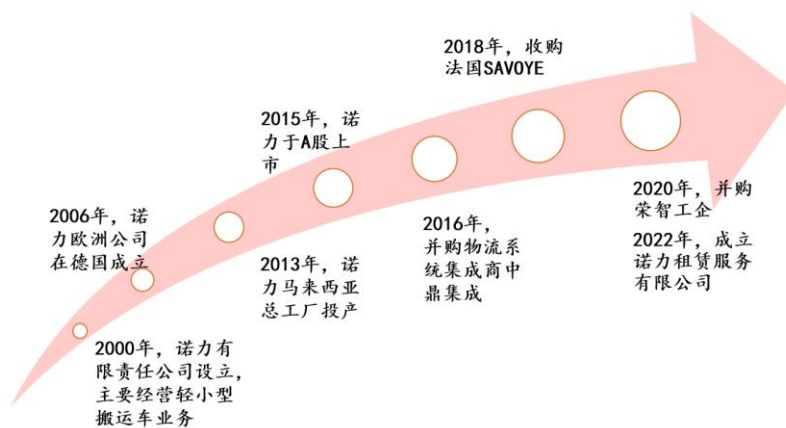 2018年，收购
法国SAVOYE
2015年，诺
力于A股上
市
2006年，诺
力欧洲公司
在德国成立
2013年，诺
力马来西亚
总工厂投产
2016年，
并购物流系
统集成商中
鼎集成
2020年，并购
荣智工企
2022年，成立
诺力租赁服务
有限公司
2000年，诺力有
限责任公司设立，
主要经营轻小型
搬运车业务